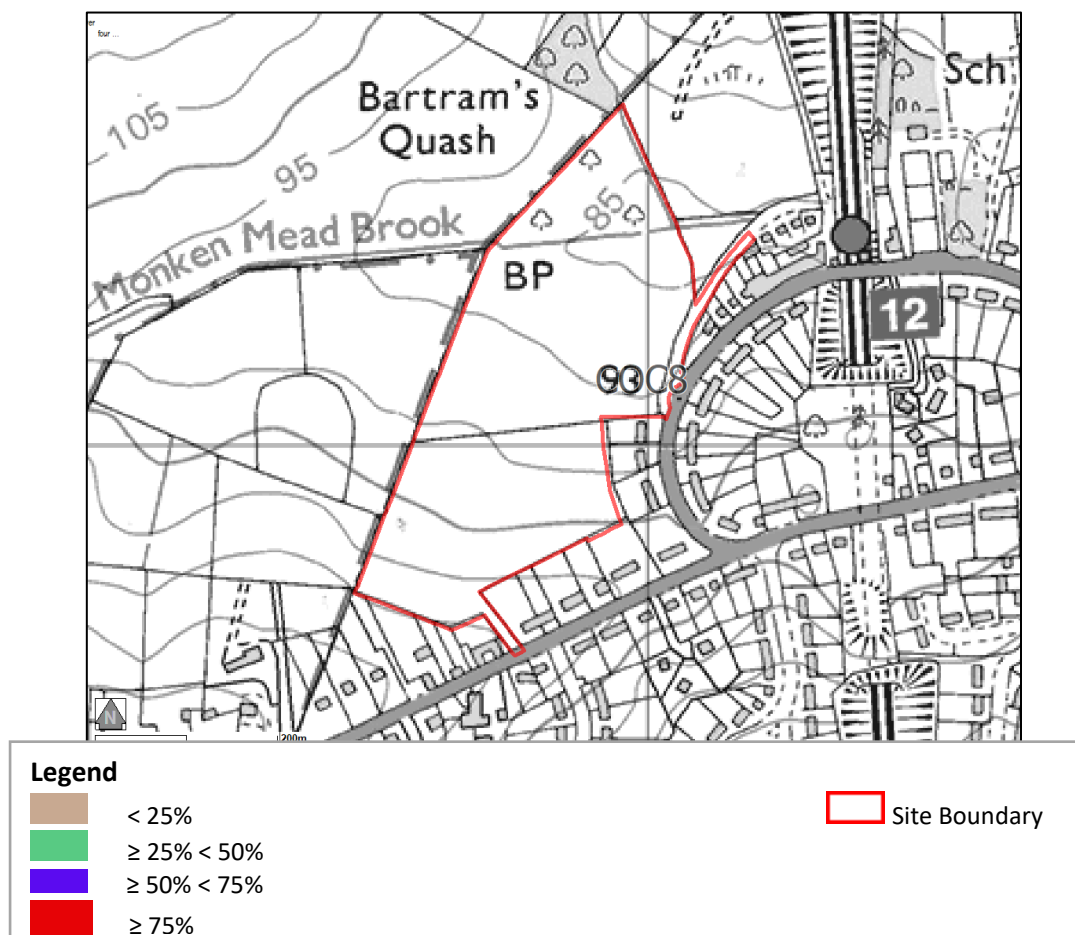 four ...
Sch
Bartram's
Quash
105
95
85
Monken Mead Brook
BP
12
N
200m
Legend
< 25%
≥ 25% < 50%
≥ 50% < 75%
≥ 75%
Site Boundary